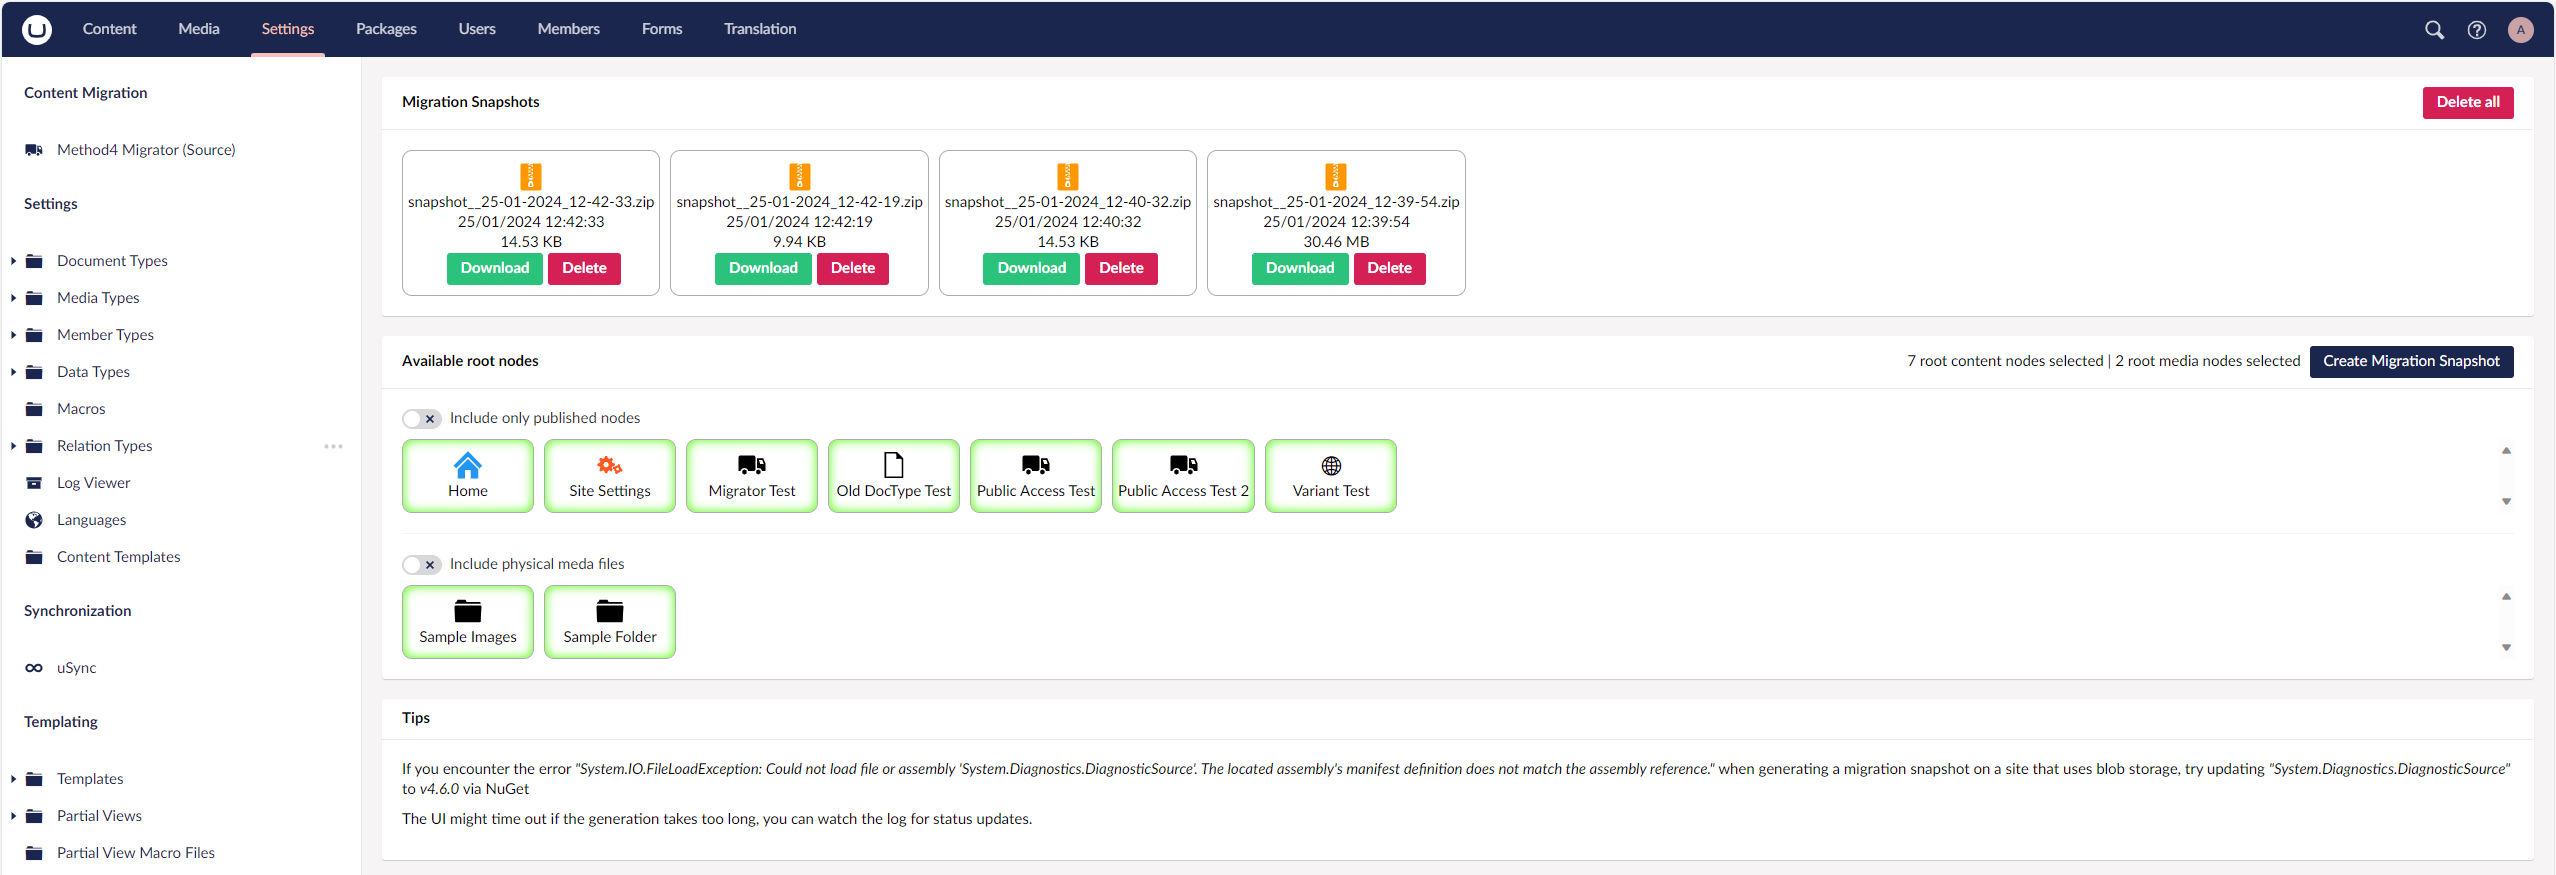 Content
Media
Settings
Packages
Users
Members
Forms
Translation
A
Content Migration
Method4 Migrator (Source)
Settings
Document Types
Media Types
Member Types
Data Types
Macros
Relation Types
Log Viewer
Languages
Content Templates
Synchronization
uSync
Templating
Templates
Partial Views
Partial View Macro Files
Migration Snapshots
Delete all
snapshot__25-01-2024_12-42-33.zip
25/01/2024 12:42:33
14.53 KB
Download
Delete
snapshot__25-01-2024_12-42-19.zip
25/01/2024 12:42:19
9.94 KB
Download
Delete
snapshot__25-01-2024_12-40-32.zip
25/01/2024 12:40:32
14.53 KB
Download
Delete
snapshot__25-01-2024_12-39-54.zip
25/01/2024 12:39:54
30.46 MB
Download
Delete
Available root nodes
7 root content nodes selected | 2 root media nodes selected
Create Migration Snapshot
Include only published nodes
Home
Site Settings
Migrator Test
Old DocType Test
Public Access Test
Public Access Test 2
Variant Test
Include physical meda files
Sample Images
Sample Folder
Tips
If you encounter the error "System.IO.FileLoadException: Could not load file or assembly 'System.Diagnostics.DiagnosticSource'. The located assembly's manifest definition does not match the assembly reference." when generating a migration snapshot on a site that uses blob storage, try updating "System.Diagnostics.DiagnosticSource"
to v4.6.0 via NuGet
The UI might time out if the generation takes too long, you can watch the log for status updates.